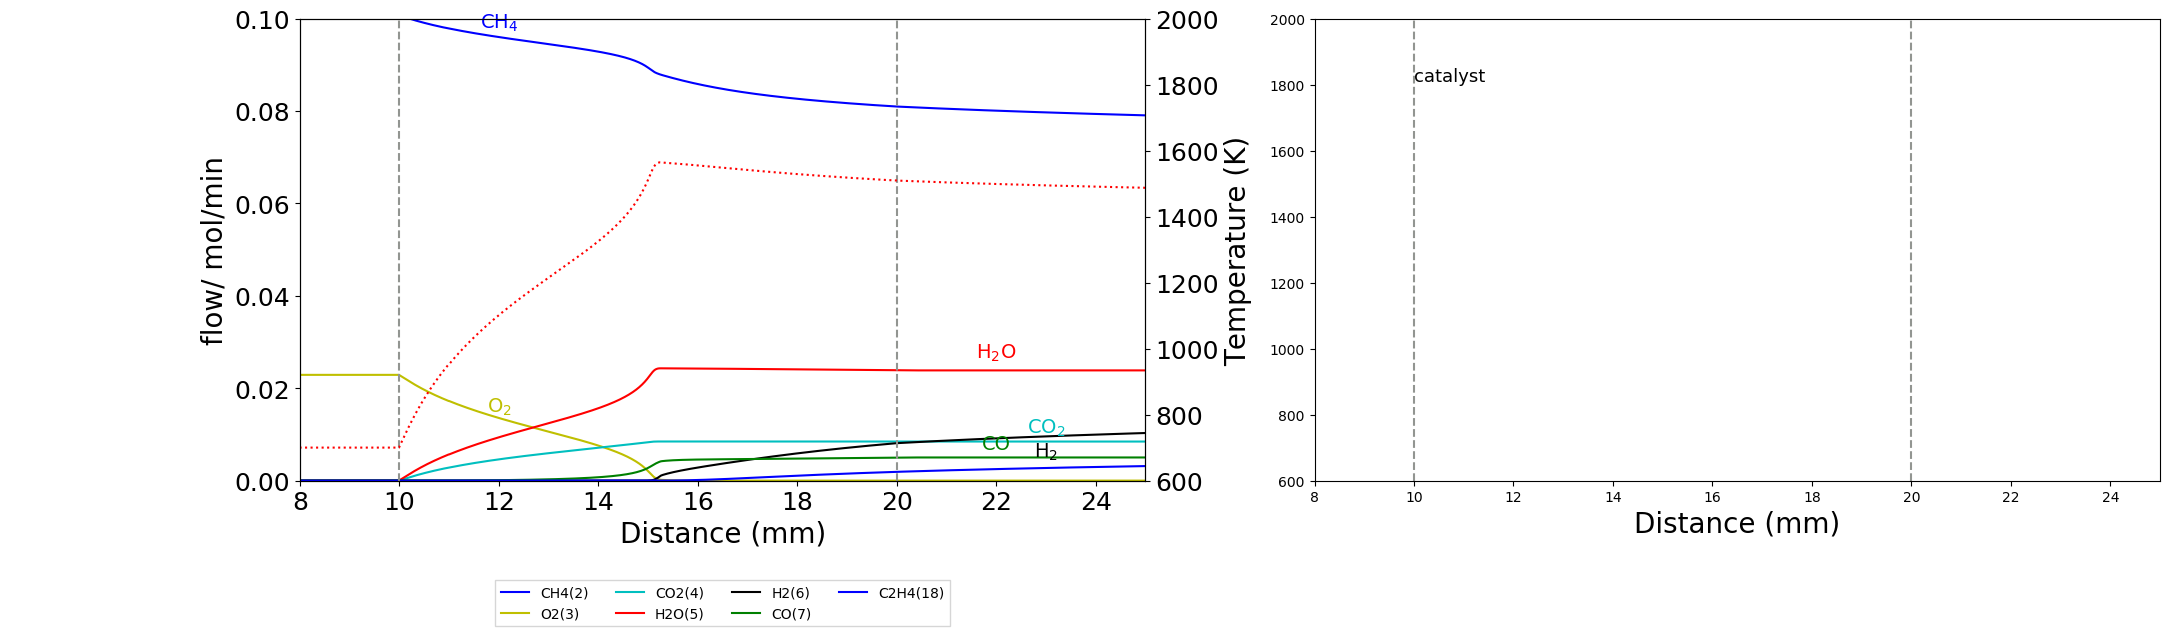 CH₄
O₂
H₂O
CO₂
CO
H₂
0.10
0.08
0.06
0.04
0.02
0.00
flow/ mol/min
8 10 12 14 16 18 20 22 24
Distance (mm)
2000
1800
1600
1400
1200
1000
800
600
Temperature (K)
CH4(2) CO2(4) H2(6) C2H4(18)
O2(3) H2O(5) CO(7)
2000
1800
1600
1400
1200
1000
800
600
catalyst
8 10 12 14 16 18 20 22 24
Distance (mm)